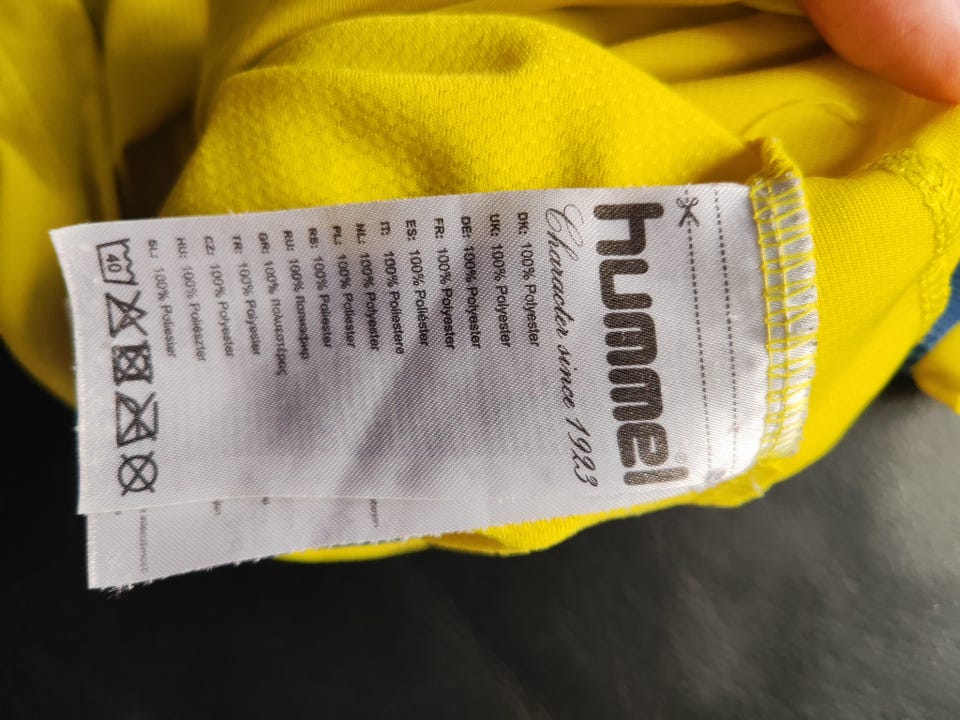 hummel®
Character since 1923
DK: 100% Polyester
UK: 100% Polyester
DE: 100% Polyester
FR: 100% Polyester
ES: 100% Poliéster
IT: 100% Poliestere
NL: 100% Polyester
PL: 100% Poliester
RS: 100% Poliester
RU: 100% Полиэфир
GR: 100% Πολυεστέρας
TR: 100% Polyester
CZ: 100% Polyester
HU: 100% Poliészter
SL: 100% Poliester
40